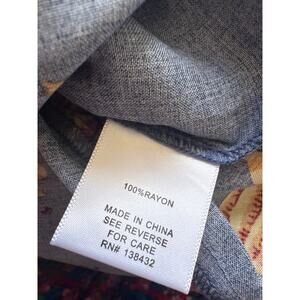 100%RAYON
MADE IN CHINA
SEE REVERSE
FOR CARE
RN# 138432